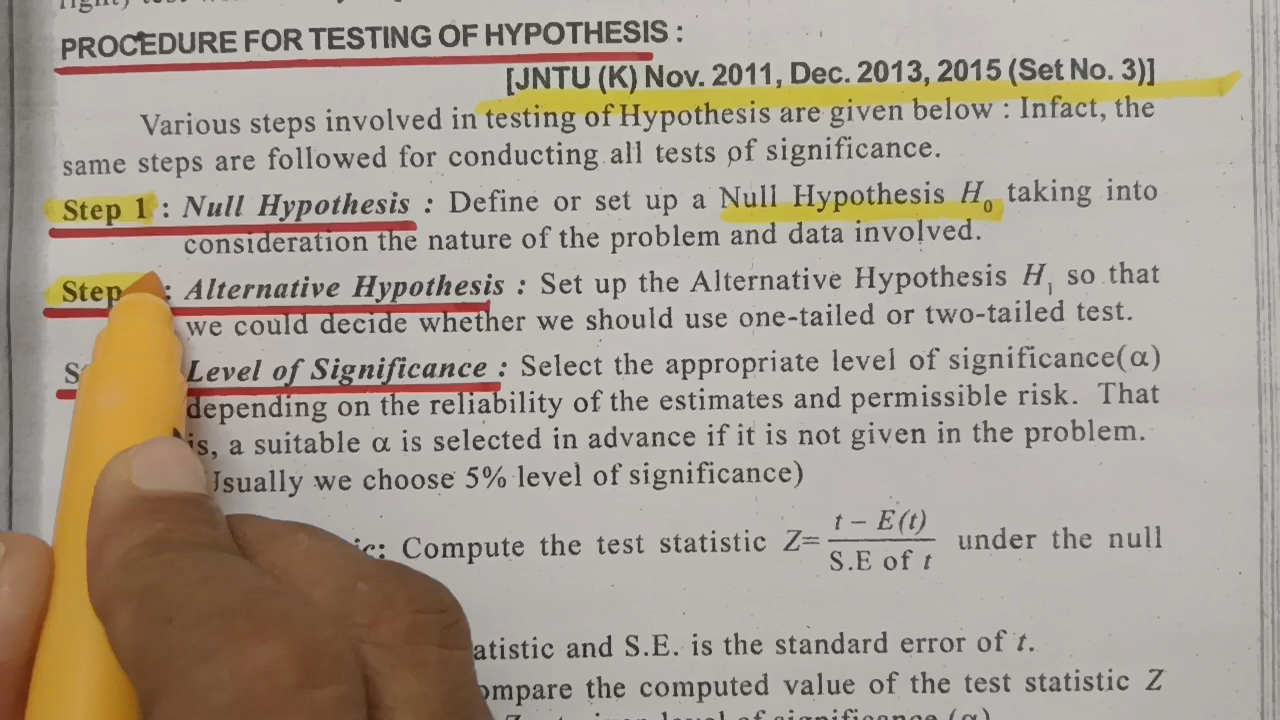 PROCEDURE FOR TESTING OF HYPOTHESIS :
[JNTU (K) Nov. 2011, Dec. 2013, 2015 (Set No. 3)]
Various steps involved in testing of Hypothesis are given below : Infact, the
same steps are followed for conducting all tests of significance.
Step 1 : Null Hypothesis : Define or set up a Null Hypothesis H₀ taking into
consideration the nature of the problem and data involved.
Step : Alternative Hypothesis : Set up the Alternative Hypothesis H₁ so that
we could decide whether we should use one-tailed or two-tailed test.
Level of Significance : Select the appropriate level of significance(α)
depending on the reliability of the estimates and permissible risk. That
is, a suitable α is selected in advance if it is not given in the problem.
Usually we choose 5% level of significance)
Compute the test statistic Z= t – E(t) / S.E of t under the null
and S.E. is the standard error of t.
the computed value of the test statistic Z
level of significance (α)